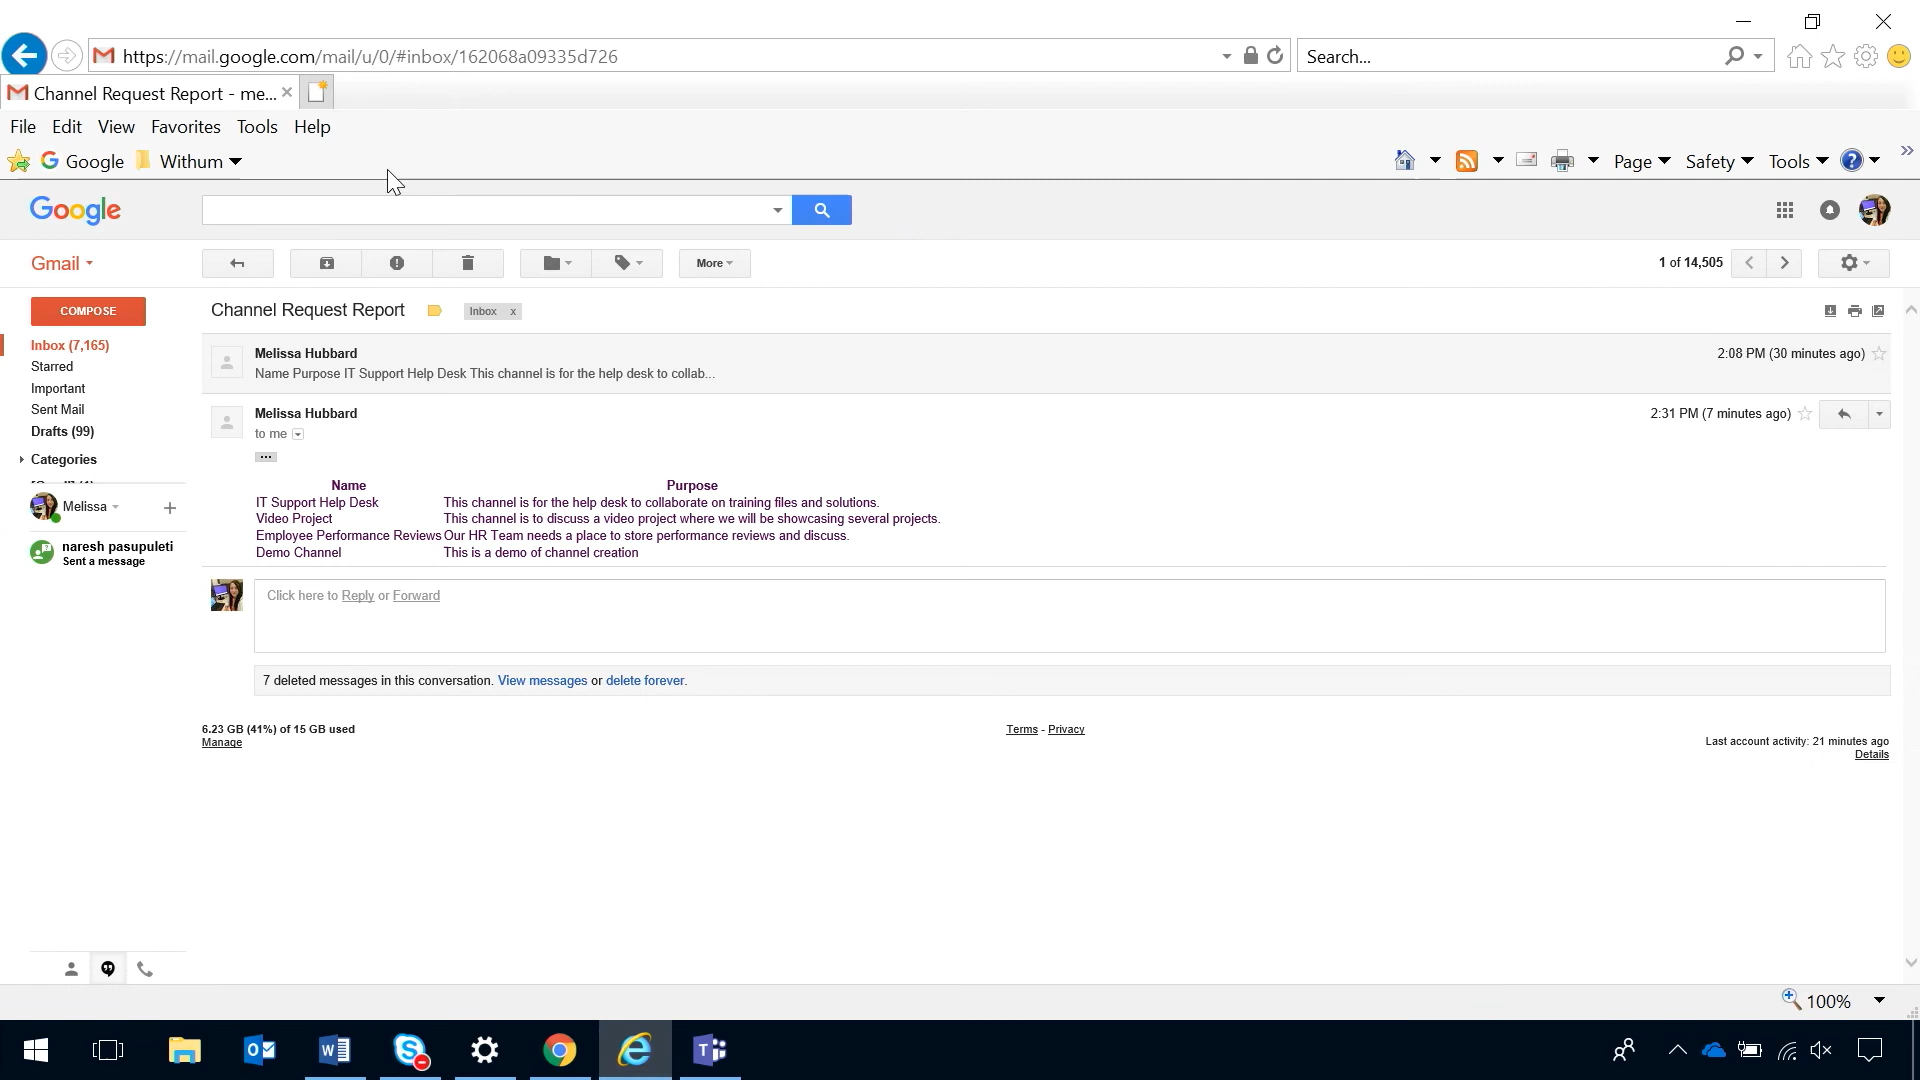 https://mail.google.com/mail/u/0/#inbox/162068a09335d726
Search...
Channel Request Report - me...
File Edit View Favorites Tools Help
Google Withum
Page Safety Tools
Google
Gmail
More
1 of 14,505
COMPOSE
Channel Request Report
Inbox x
Inbox (7,165)
Starred
Important
Sent Mail
Drafts (99)
Categories
Melissa
naresh pasupuleti
Sent a message
Melissa Hubbard
2:08 PM (30 minutes ago)
Name Purpose IT Support Help Desk This channel is for the help desk to collab...
Melissa Hubbard
2:31 PM (7 minutes ago)
to me
Name Purpose
IT Support Help Desk This channel is for the help desk to collaborate on training files and solutions.
Video Project This channel is to discuss a video project where we will be showcasing several projects.
Employee Performance Reviews Our HR Team needs a place to store performance reviews and discuss.
Demo Channel This is a demo of channel creation
Click here to Reply or Forward
7 deleted messages in this conversation. View messages or delete forever.
6.23 GB (41%) of 15 GB used
Manage
Terms - Privacy
Last account activity: 21 minutes ago
Details
100%